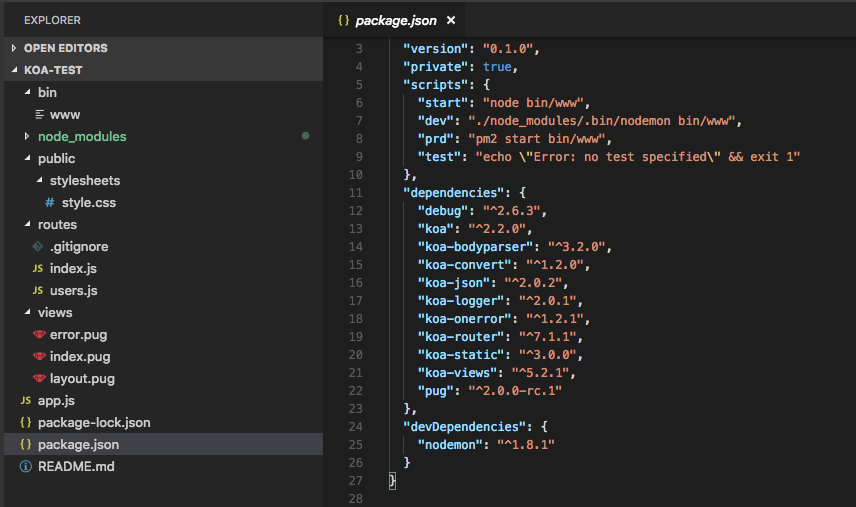 EXPLORER
OPEN EDITORS
KOA-TEST
bin
www
node_modules
public
stylesheets
# style.css
routes
.gitignore
JS index.js
JS users.js
views
error.pug
index.pug
layout.pug
JS app.js
{} package-lock.json
{} package.json
README.md
{} package.json ×
3 "version": "0.1.0",
4 "private": true,
5 "scripts": {
6 "start": "node bin/www",
7 "dev": "./node_modules/.bin/nodemon bin/www",
8 "prd": "pm2 start bin/www",
9 "test": "echo \"Error: no test specified\" && exit 1"
10 },
11 "dependencies": {
12 "debug": "^2.6.3",
13 "koa": "^2.2.0",
14 "koa-bodyparser": "^3.2.0",
15 "koa-convert": "^1.2.0",
16 "koa-json": "^2.0.2",
17 "koa-logger": "^2.0.1",
18 "koa-onerror": "^1.2.1",
19 "koa-router": "^7.1.1",
20 "koa-static": "^3.0.0",
21 "koa-views": "^5.2.1",
22 "pug": "^2.0.0-rc.1"
23 },
24 "devDependencies": {
25 "nodemon": "^1.8.1"
26 }
27 }
28